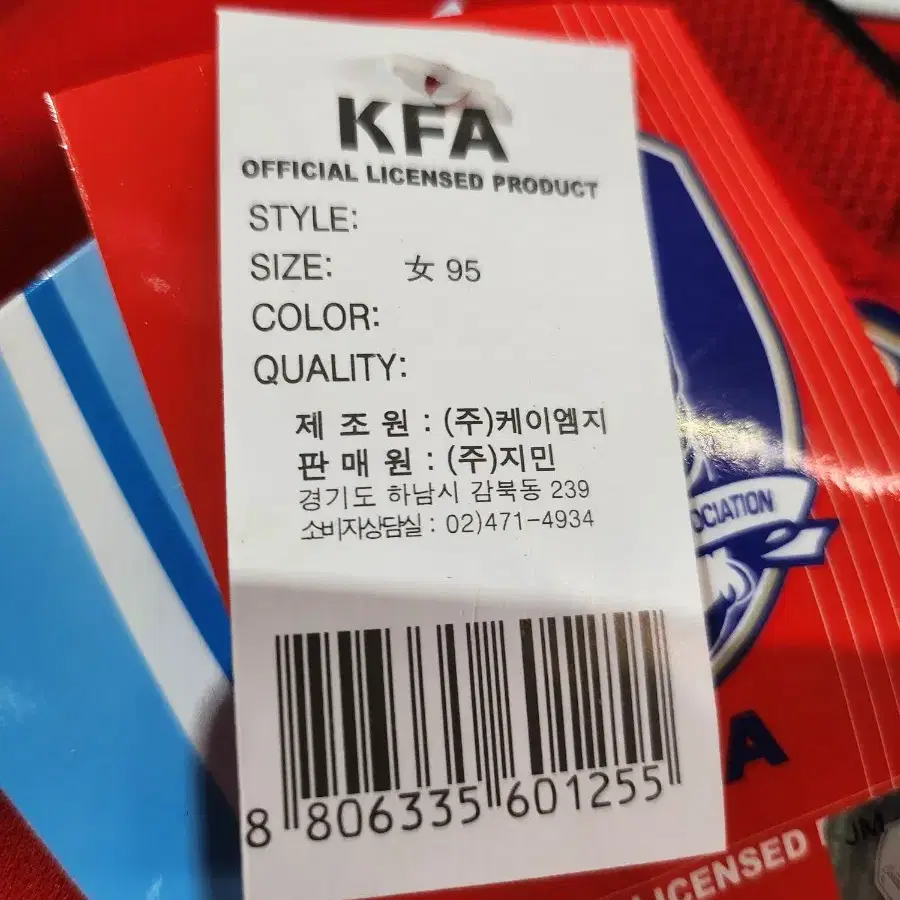 KFA
OFFICIAL LICENSED PRODUCT
STYLE:
SIZE: 女 95
COLOR:
QUALITY:
제 조 원 : (주)케이엠지
판 매 원 : (주)지민
경기도 하남시 감북동 239
소비자상담실 : 02)471-4934
8 806335 601255
OCIATION
A
LICENSED
JM